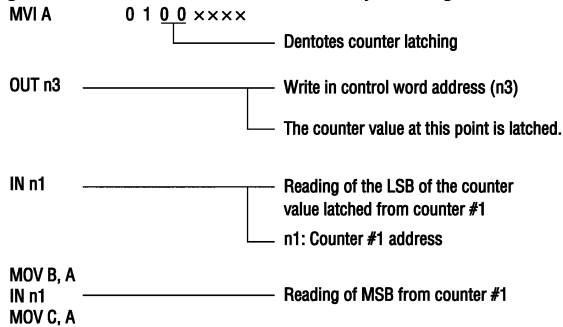 MVI A 0 1 0 0 ××××
Dentotes counter latching
OUT n3 Write in control word address (n3)
The counter value at this point is latched.
IN n1 Reading of the LSB of the counter
value latched from counter #1
n1: Counter #1 address
MOV B, A
IN n1 Reading of MSB from counter #1
MOV C, A